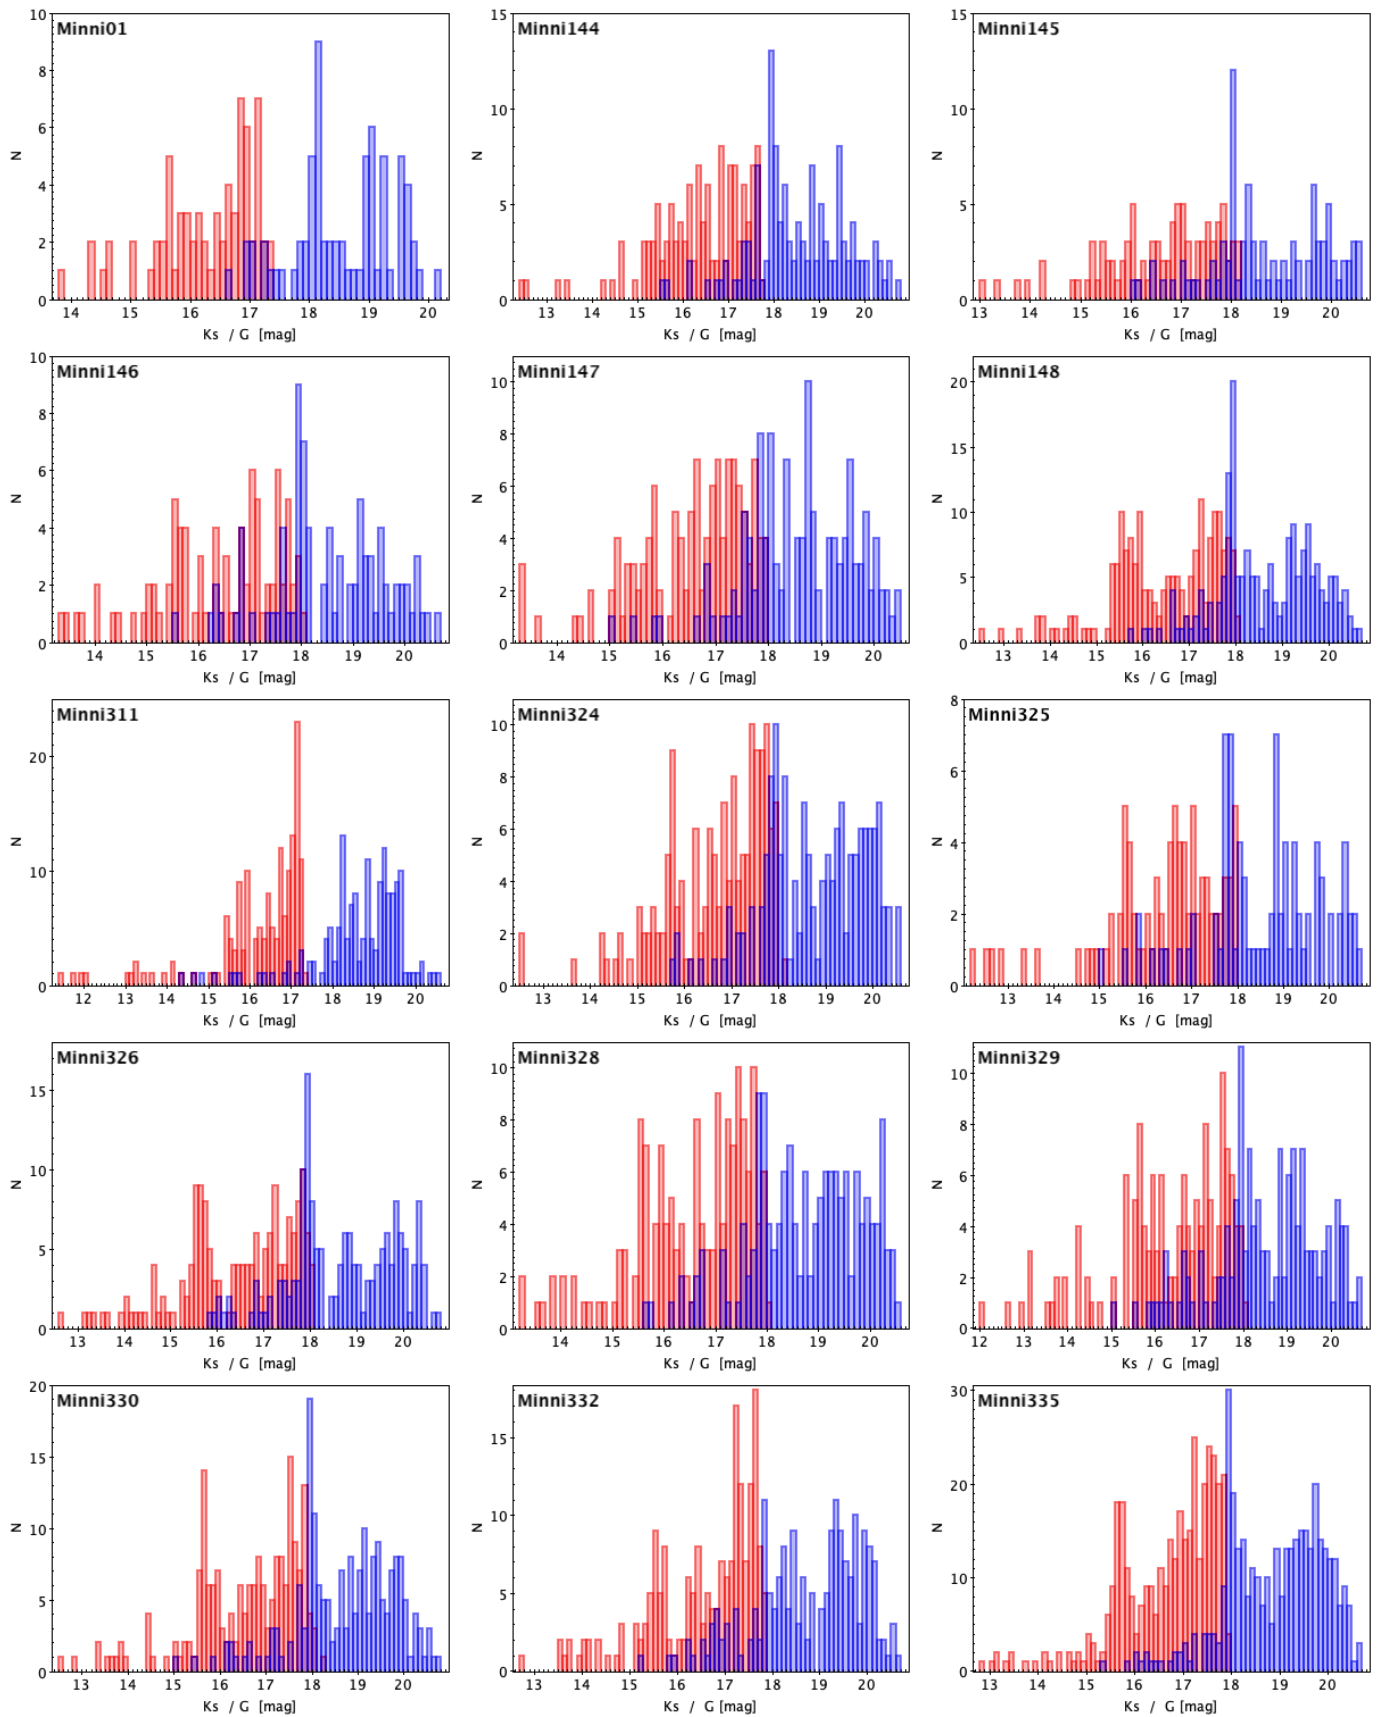 Minni01
10
8
6
4
2
0
N
14 15 16 17 18 19 20
Ks / G [mag]
Minni144
15
10
5
0
N
13 14 15 16 17 18 19 20
Ks / G [mag]
Minni145
15
10
5
0
N
13 14 15 16 17 18 19 20
Ks / G [mag]
Minni146
10
8
6
4
2
0
N
14 15 16 17 18 19 20
Ks / G [mag]
Minni147
10
8
6
4
2
0
N
14 15 16 17 18 19 20
Ks / G [mag]
Minni148
20
15
10
5
0
N
13 14 15 16 17 18 19 20
Ks / G [mag]
Minni311
20
10
0
N
12 13 14 15 16 17 18 19 20
Ks / G [mag]
Minni324
10
8
6
4
2
0
N
13 14 15 16 17 18 19 20
Ks / G [mag]
Minni325
8
6
4
2
0
N
13 14 15 16 17 18 19 20
Ks / G [mag]
Minni326
15
10
5
0
N
13 14 15 16 17 18 19 20
Ks / G [mag]
Minni328
10
8
6
4
2
0
N
14 15 16 17 18 19 20
Ks / G [mag]
Minni329
10
8
6
4
2
0
N
12 13 14 15 16 17 18 19 20
Ks / G [mag]
Minni330
20
15
10
5
0
N
13 14 15 16 17 18 19 20
Ks / G [mag]
Minni332
15
10
5
0
N
13 14 15 16 17 18 19 20
Ks / G [mag]
Minni335
30
20
10
0
N
13 14 15 16 17 18 19 20
Ks / G [mag]